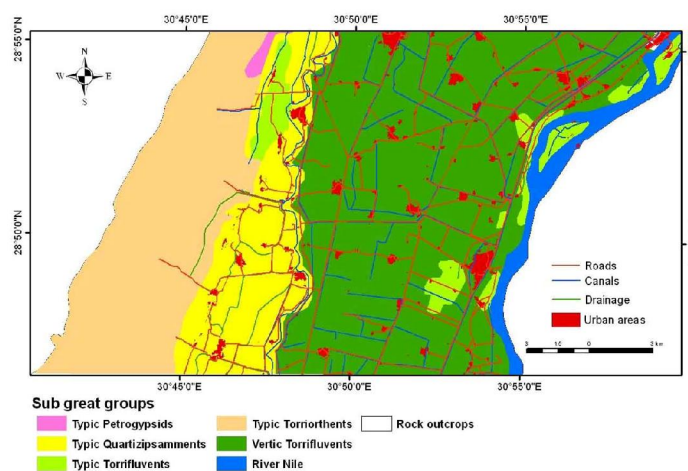 30°45'0"E 30°50'0"E 30°55'0"E
28°55'0"N
28°50'0"N
N
W E
S
Roads
Canals
Drainage
Urban areas
30°45'0"E 30°50'0"E 30°55'0"E
Sub great groups
Typic Petrogypsids
Typic Torriorthents
Rock outcrops
Typic Quartizipsamments
Vertic Torrifluvents
Typic Torrifluvents
River Nile